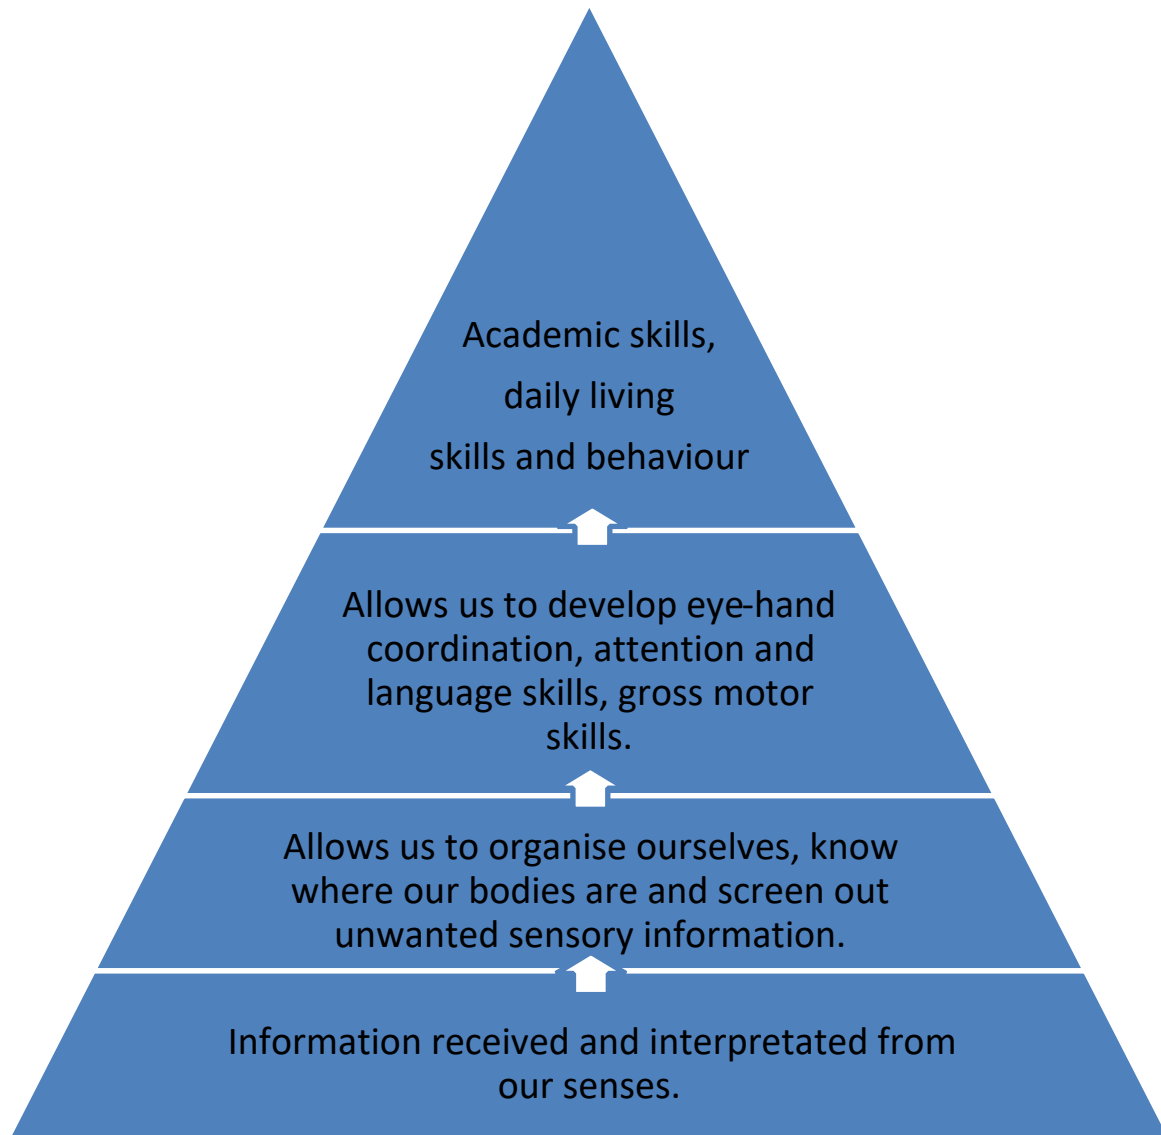 Academic skills,
daily living
skills and behaviour
Allows us to develop eye-hand
coordination, attention and
language skills, gross motor
skills.
Allows us to organise ourselves, know
where our bodies are and screen out
unwanted sensory information.
Information received and interpretated from
our senses.